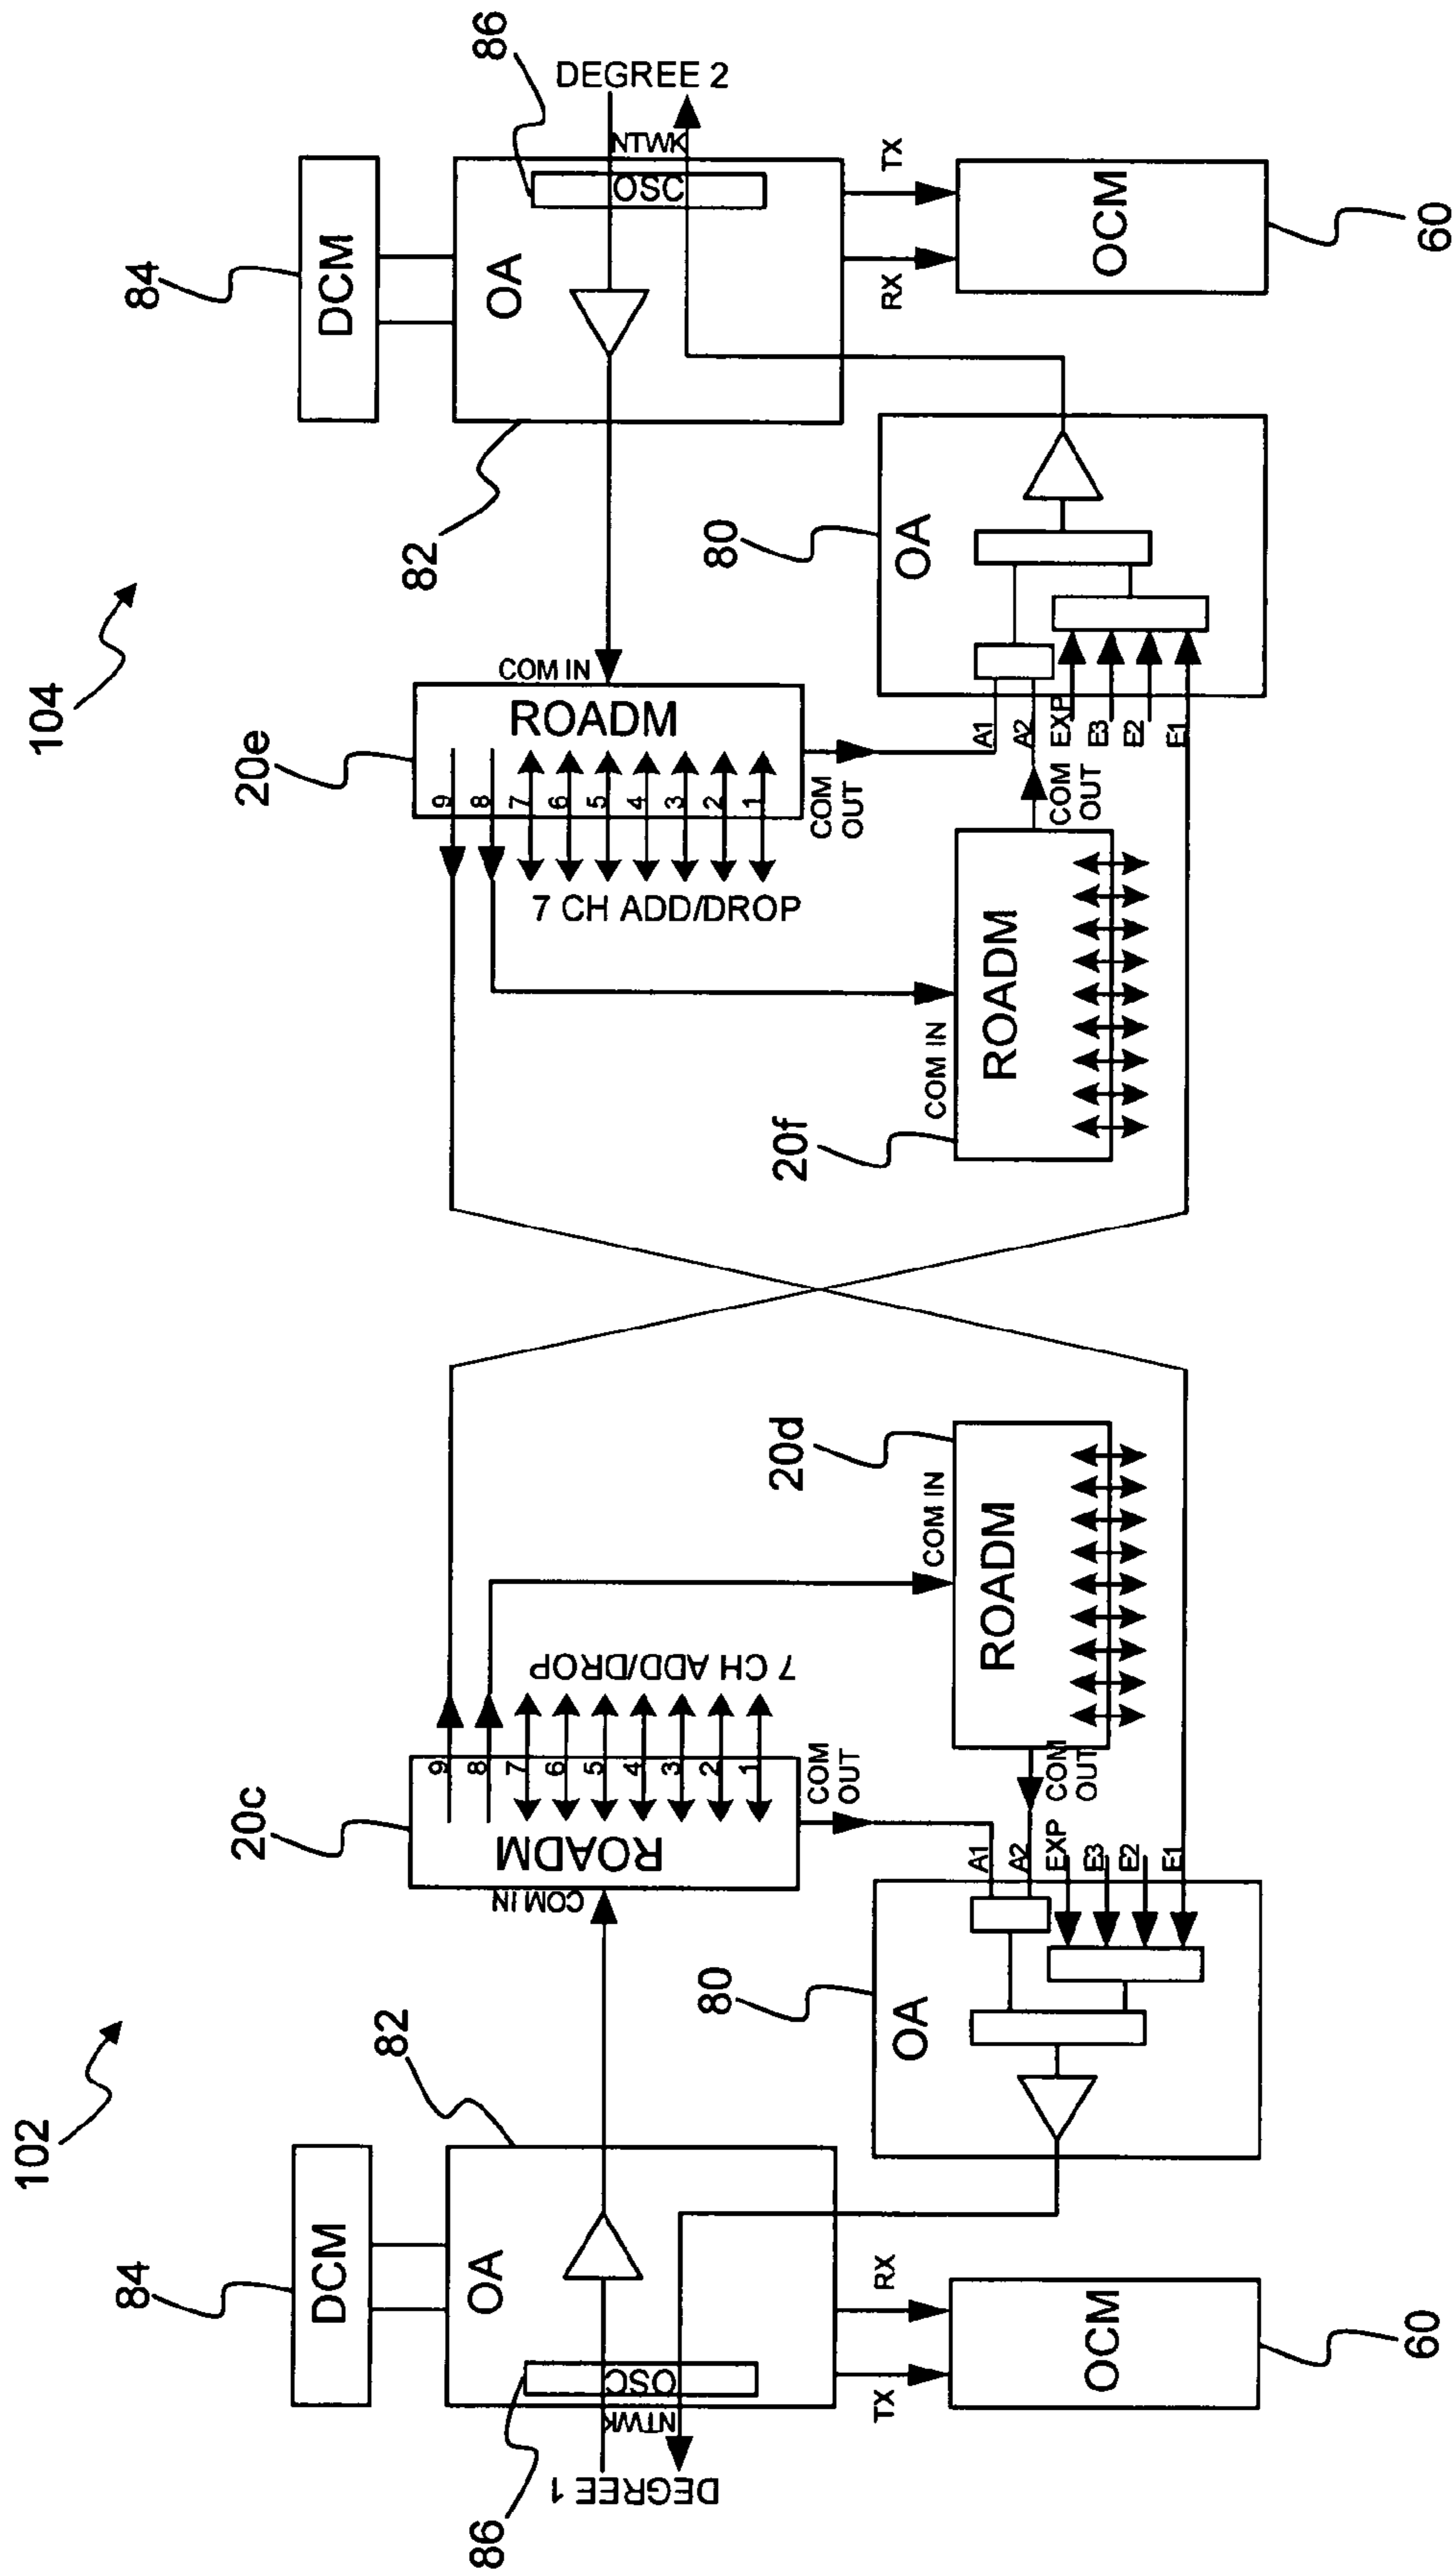 102
104
84
DCM
82
OA
86
OSC
NTWK
DEGREE 1
TX
RX
OCM
60
20c
ROADM
COM IN
9
8
7
6
5
4
3
2
1
7 CH ADD/DROP
COM
OUT
80
OA
A1
A2
EXP
E3
E2
E1
COM
OUT
20d
ROADM
COM IN
20e
ROADM
COM IN
9
8
7
6
5
4
3
2
1
7 CH ADD/DROP
COM
OUT
20f
ROADM
COM IN
COM
OUT
A1
A2
EXP
E3
E2
E1
80
OA
84
DCM
82
OA
86
OSC
NTWK
DEGREE 2
RX
TX
OCM
60